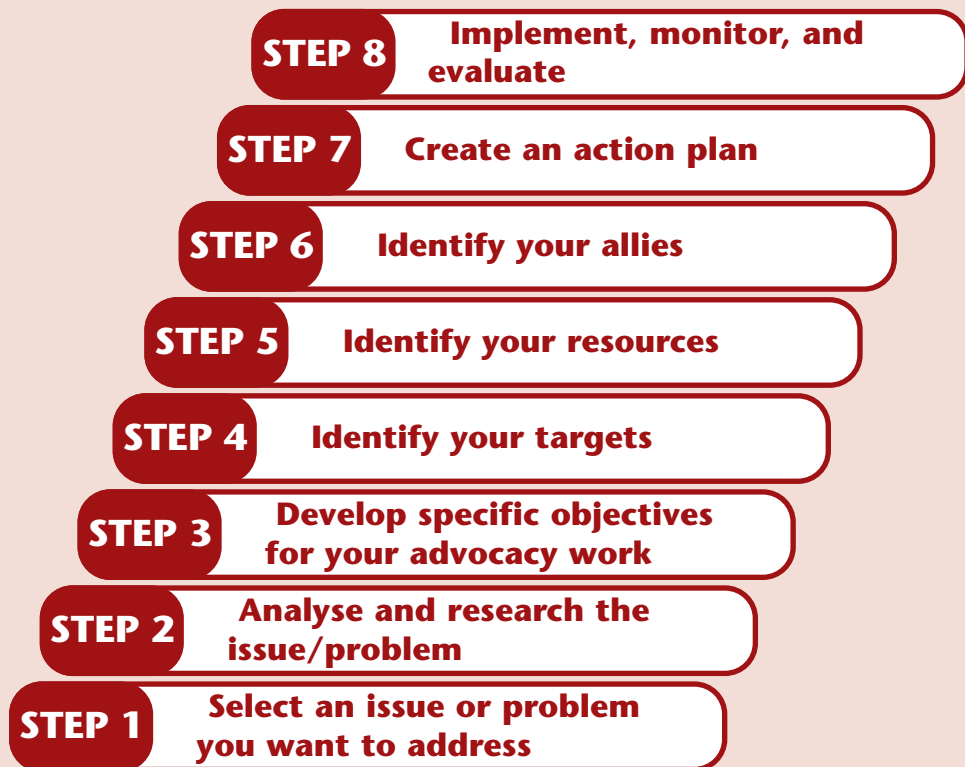 STEP 8 Implement, monitor, and
evaluate
STEP 7 Create an action plan
STEP 6 Identify your allies
STEP 5 Identify your resources
STEP 4 Identify your targets
STEP 3 Develop specific objectives
for your advocacy work
STEP 2 Analyse and research the
issue/problem
STEP 1 Select an issue or problem
you want to address